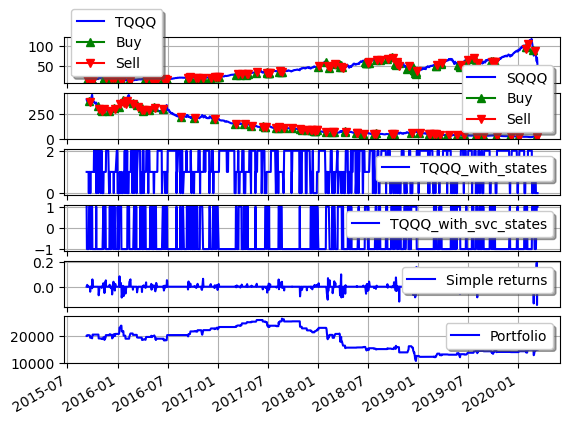 TQQQ
Buy
Sell
100
50
SQQQ
Buy
Sell
250
0
2
0
TQQQ_with_states
1
0
−1
TQQQ_with_svc_states
0.2
0.0
Simple returns
20000
10000
Portfolio
2015-07
2016-01
2016-07
2017-01
2017-07
2018-01
2018-07
2019-01
2019-07
2020-01